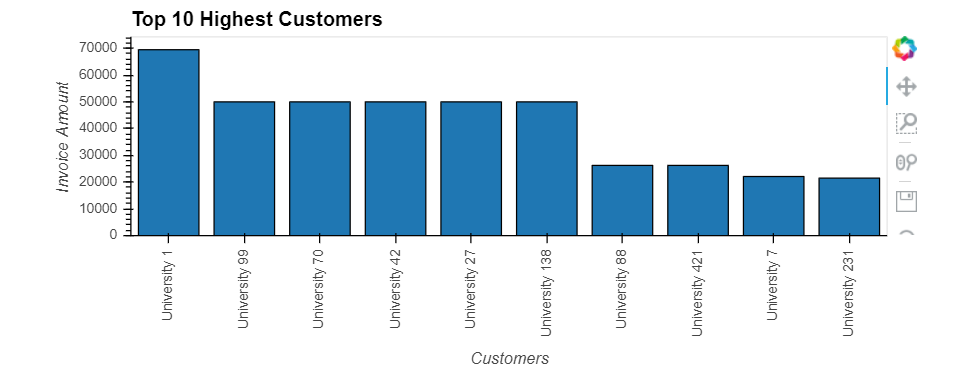 Top 10 Highest Customers
Invoice Amount
70000
60000
50000
40000
30000
20000
10000
0
University 1
University 99
University 70
University 42
University 27
University 138
University 88
University 421
University 7
University 231
Customers